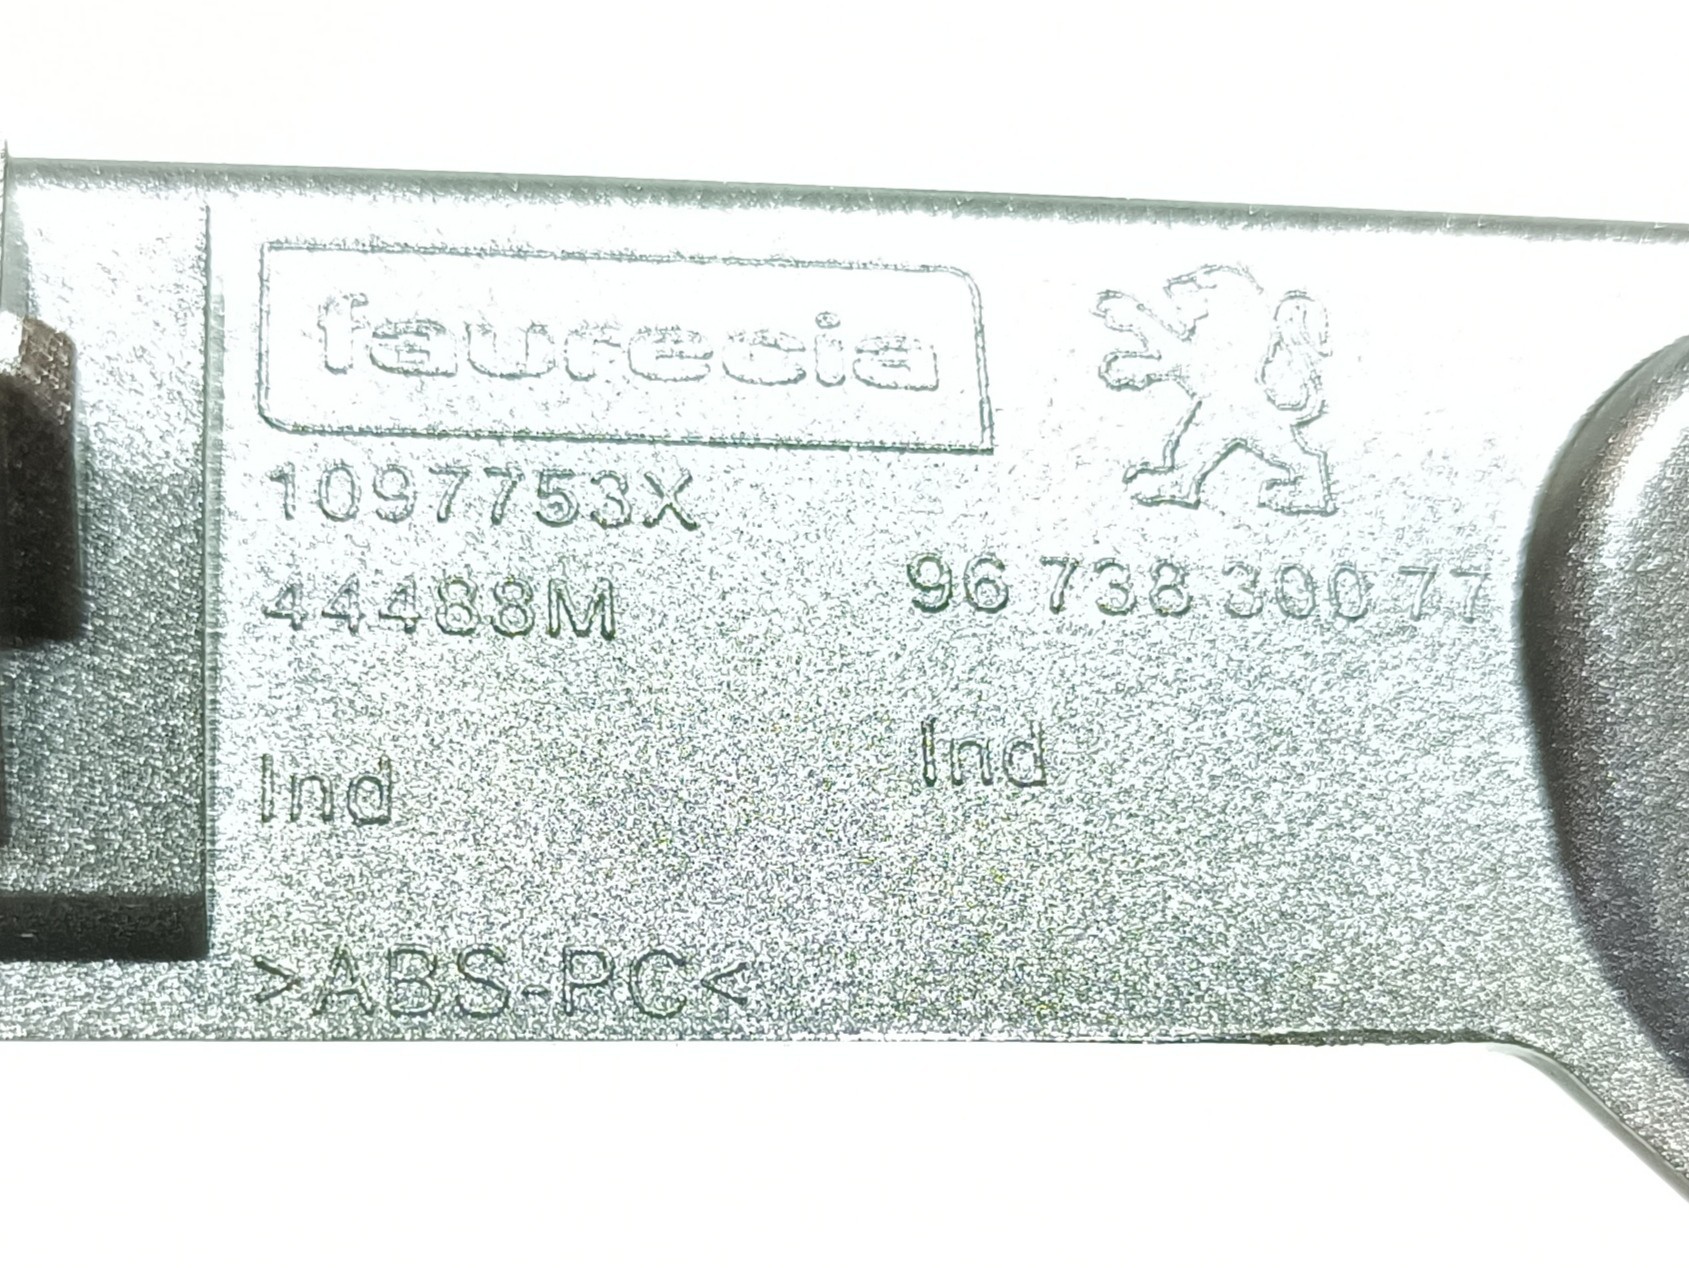 faurecia
1097753X
44488M
96 738 300 77
Ind
Ind
>ABS-PC<